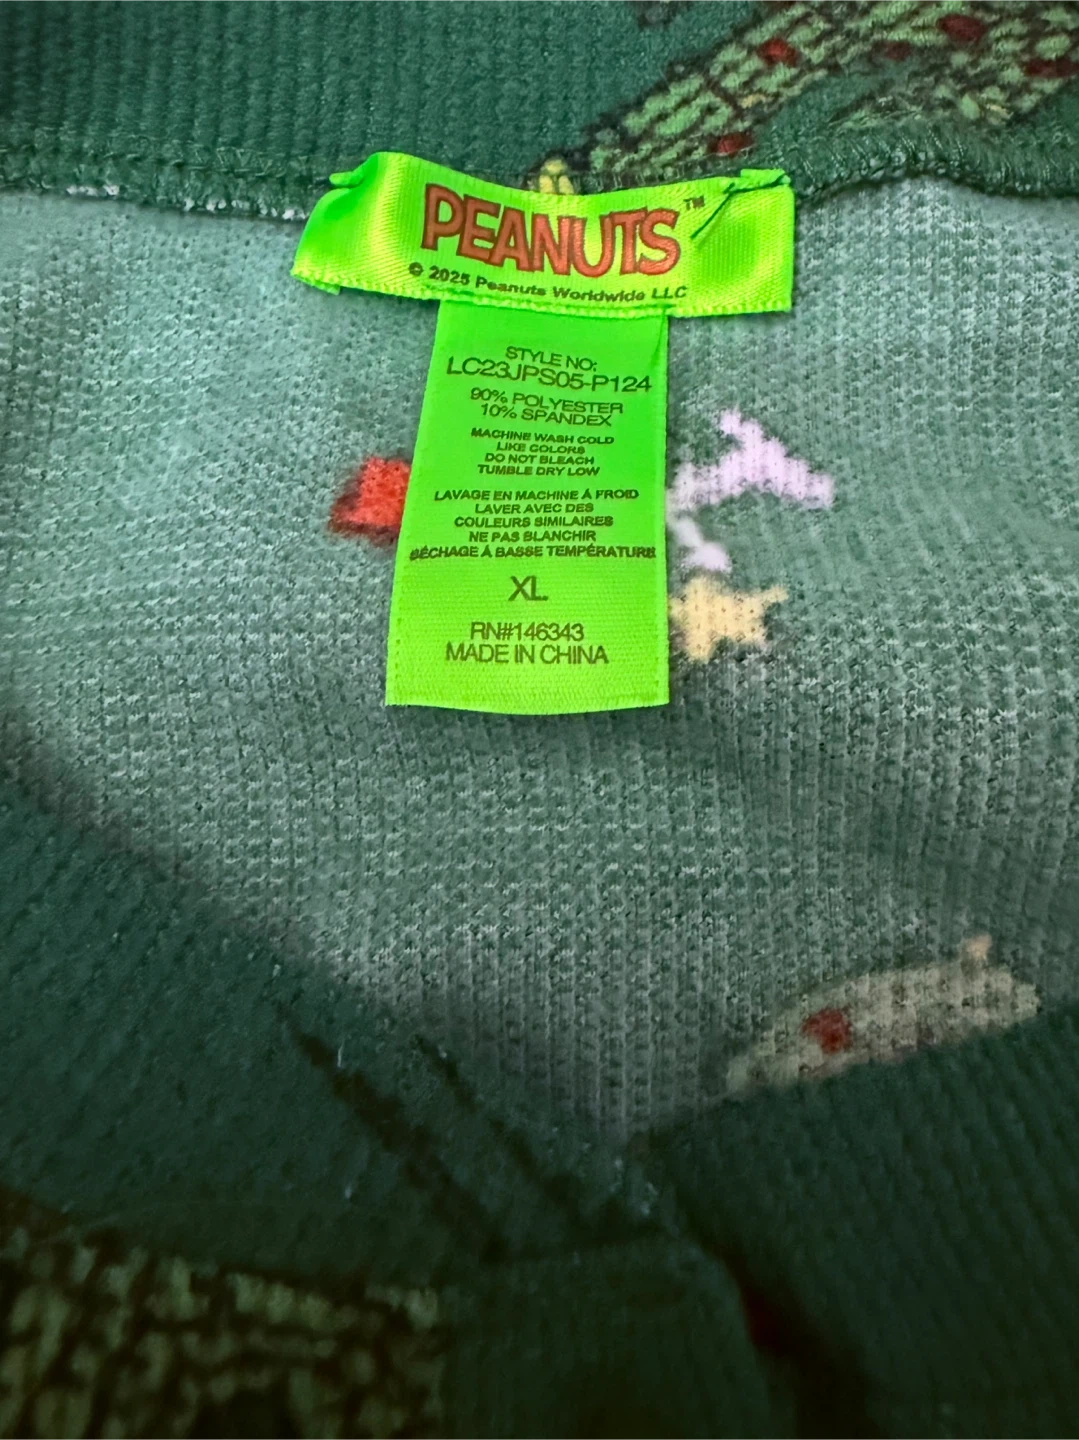 PEANUTS™
© 2025 Peanuts Worldwide LLC
STYLE NO:
LC23JPS05-P124
90% POLYESTER
10% SPANDEX
MACHINE WASH COLD
LIKE COLORS
DO NOT BLEACH
TUMBLE DRY LOW
LAVAGE EN MACHINE À FROID
LAVER AVEC DES
COULEURS SIMILAIRES
NE PAS BLANCHIR
SÉCHAGE À BASSE TEMPÉRATURE
XL
RN#146343
MADE IN CHINA